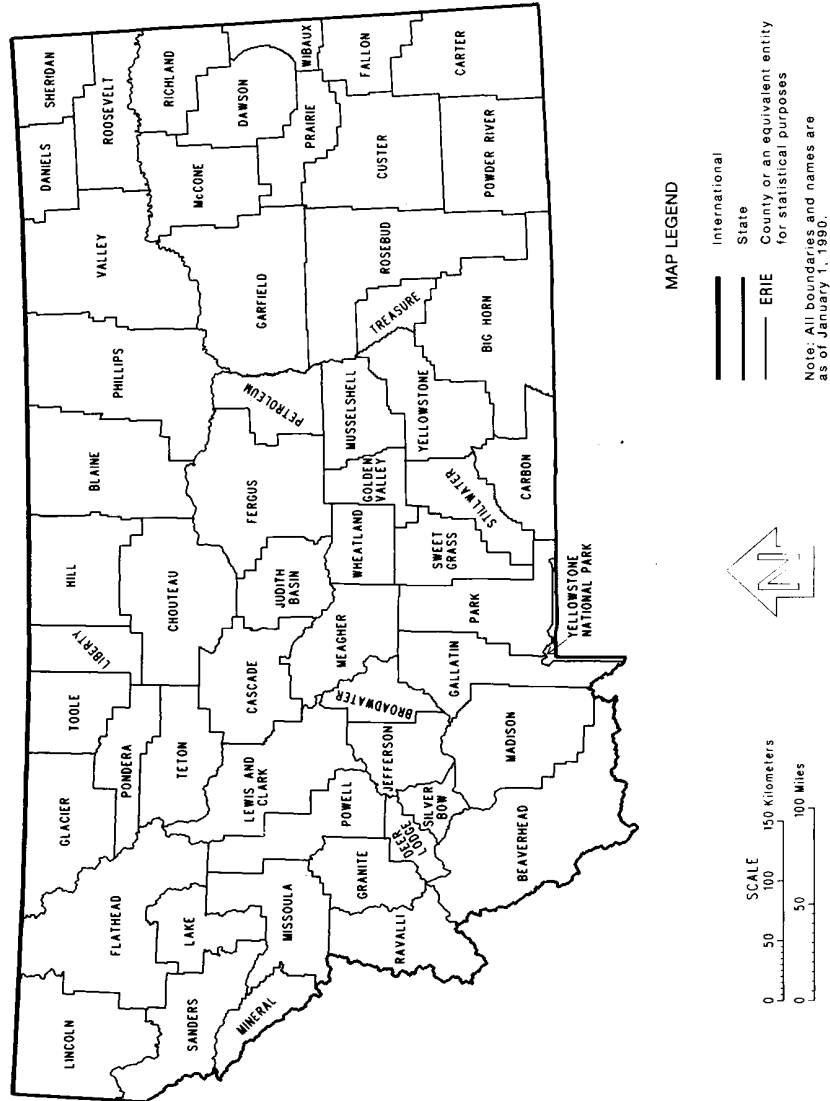 LINCOLN
FLATHEAD
GLACIER
TOOLE
LIBERTY
HILL
BLAINE
PHILLIPS
VALLEY
DANIELS
SHERIDAN
ROOSEVELT
SANDERS
LAKE
PONDERA
TETON
CHOUTEAU
RICHLAND
McCONE
DAWSON
MINERAL
MISSOULA
LEWIS AND
CLARK
CASCADE
JUDITH
BASIN
FERGUS
PETROLEUM
GARFIELD
PRAIRIE
WIBAUX
POWELL
GRANITE
RAVALLI
DEER
LODGE
SILVER
BOW
JEFFERSON
BROADWATER
MEAGHER
WHEATLAND
GOLDEN
VALLEY
MUSSELSHELL
TREASURE
ROSEBUD
CUSTER
FALLON
BEAVERHEAD
MADISON
GALLATIN
PARK
SWEET
GRASS
STILLWATER
YELLOWSTONE
CARBON
BIG HORN
POWDER RIVER
CARTER
YELLOWSTONE
NATIONAL PARK
SCALE
0 50 100 150 Kilometers
0 50 100 Miles
N
MAP LEGEND
International
State
ERIE County or an equivalent entity
for statistical purposes
Note: All boundaries and names are
as of January 1, 1990.